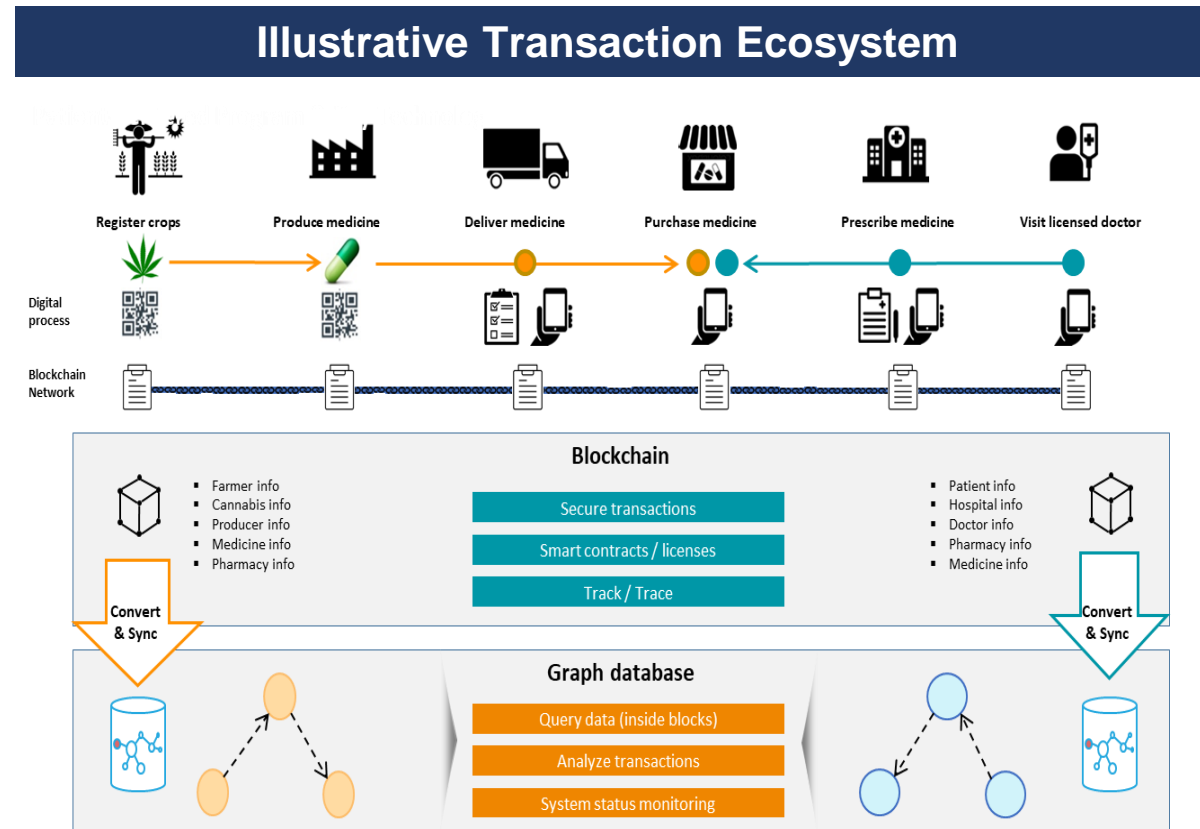 Illustrative Transaction Ecosystem
Register crops
Produce medicine
Deliver medicine
Purchase medicine
Prescribe medicine
Visit licensed doctor
Digital
process
Blockchain
Network
Blockchain
Farmer info
Cannabis info
Producer info
Medicine info
Pharmacy info
Secure transactions
Smart contracts / licenses
Track / Trace
Patient info
Hospital info
Doctor info
Pharmacy info
Medicine info
Convert
& Sync
Convert
& Sync
Graph database
Query data (inside blocks)
Analyze transactions
System status monitoring